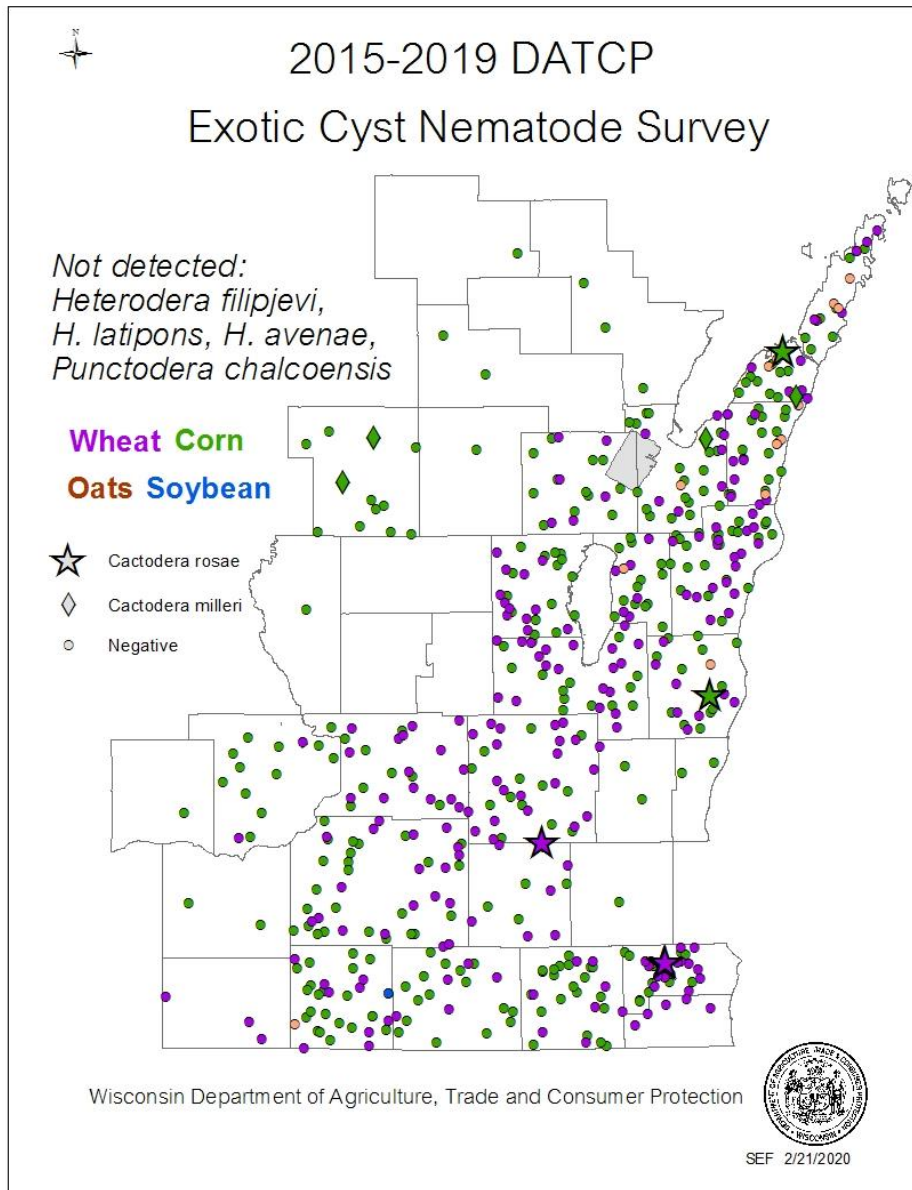 N
2015-2019 DATCP
Exotic Cyst Nematode Survey
Not detected:
Heterodera filipjevi,
H. latipons, H. avenae,
Punctodera chalcoensis
Wheat Corn
Oats Soybean
Cactodera rosae
Cactodera milleri
Negative
Wisconsin Department of Agriculture, Trade and Consumer Protection
SEF 2/21/2020